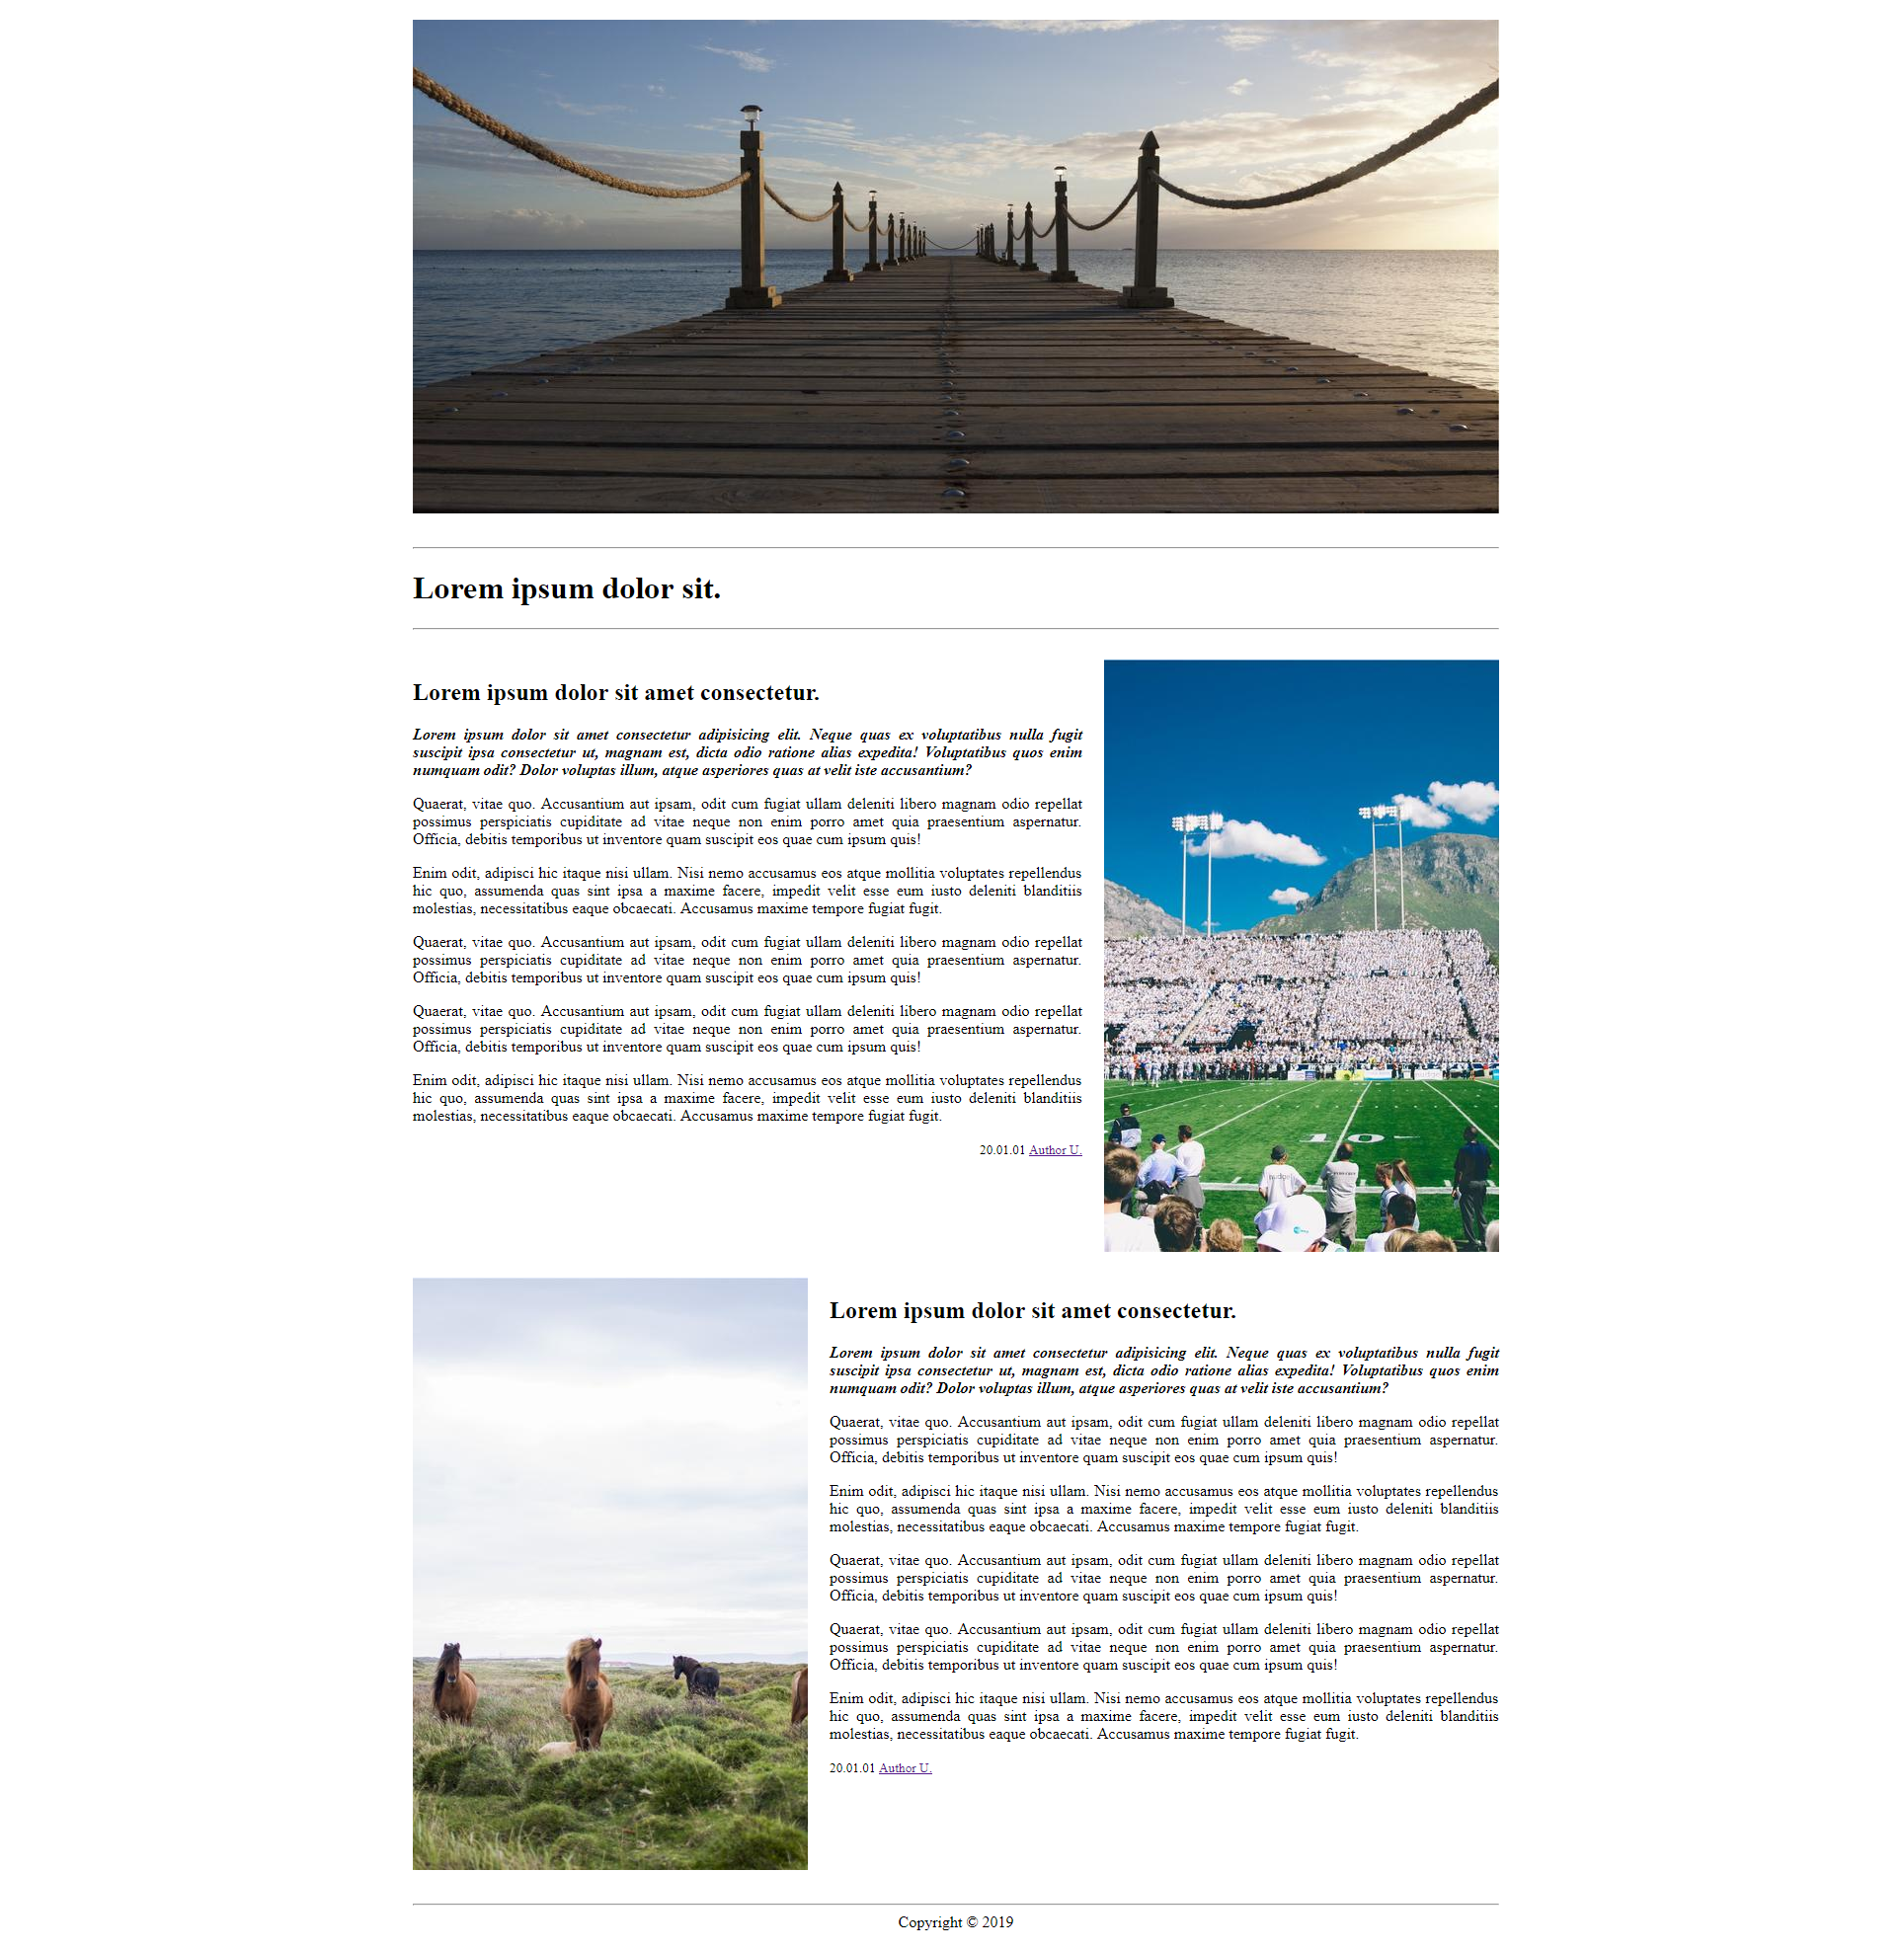 Lorem ipsum dolor sit.
Lorem ipsum dolor sit amet consectetur.
Lorem ipsum dolor sit amet consectetur adipisicing elit. Neque quas ex voluptatibus nulla fugit
suscipit ipsa consectetur ut, magnam est, dicta odio ratione alias expedita! Voluptatibus quos enim
numquam odit? Dolor voluptas illum, atque asperiores quas at velit iste accusantium?
Quaerat, vitae quo. Accusantium aut ipsam, odit cum fugiat ullam deleniti libero magnam odio repellat
possimus perspiciatis cupiditate ad vitae neque non enim porro amet quia praesentium aspernatur.
Officia, debitis temporibus ut inventore quam suscipit eos quae cum ipsum quis!
Enim odit, adipisci hic itaque nisi ullam. Nisi nemo accusamus eos atque mollitia voluptates repellendus
hic quo, assumenda quas sint ipsa a maxime facere, impedit velit esse eum iusto deleniti blanditiis
molestias, necessitatibus eaque obcaecati. Accusamus maxime tempore fugiat fugit.
Quaerat, vitae quo. Accusantium aut ipsam, odit cum fugiat ullam deleniti libero magnam odio repellat
possimus perspiciatis cupiditate ad vitae neque non enim porro amet quia praesentium aspernatur.
Officia, debitis temporibus ut inventore quam suscipit eos quae cum ipsum quis!
Quaerat, vitae quo. Accusantium aut ipsam, odit cum fugiat ullam deleniti libero magnam odio repellat
possimus perspiciatis cupiditate ad vitae neque non enim porro amet quia praesentium aspernatur.
Officia, debitis temporibus ut inventore quam suscipit eos quae cum ipsum quis!
Enim odit, adipisci hic itaque nisi ullam. Nisi nemo accusamus eos atque mollitia voluptates repellendus
hic quo, assumenda quas sint ipsa a maxime facere, impedit velit esse eum iusto deleniti blanditiis
molestias, necessitatibus eaque obcaecati. Accusamus maxime tempore fugiat fugit.
20.01.01 Author U.
10
Lorem ipsum dolor sit amet consectetur.
Lorem ipsum dolor sit amet consectetur adipisicing elit. Neque quas ex voluptatibus nulla fugit
suscipit ipsa consectetur ut, magnam est, dicta odio ratione alias expedita! Voluptatibus quos enim
numquam odit? Dolor voluptas illum, atque asperiores quas at velit iste accusantium?
Quaerat, vitae quo. Accusantium aut ipsam, odit cum fugiat ullam deleniti libero magnam odio repellat
possimus perspiciatis cupiditate ad vitae neque non enim porro amet quia praesentium aspernatur.
Officia, debitis temporibus ut inventore quam suscipit eos quae cum ipsum quis!
Enim odit, adipisci hic itaque nisi ullam. Nisi nemo accusamus eos atque mollitia voluptates repellendus
hic quo, assumenda quas sint ipsa a maxime facere, impedit velit esse eum iusto deleniti blanditiis
molestias, necessitatibus eaque obcaecati. Accusamus maxime tempore fugiat fugit.
Quaerat, vitae quo. Accusantium aut ipsam, odit cum fugiat ullam deleniti libero magnam odio repellat
possimus perspiciatis cupiditate ad vitae neque non enim porro amet quia praesentium aspernatur.
Officia, debitis temporibus ut inventore quam suscipit eos quae cum ipsum quis!
Quaerat, vitae quo. Accusantium aut ipsam, odit cum fugiat ullam deleniti libero magnam odio repellat
possimus perspiciatis cupiditate ad vitae neque non enim porro amet quia praesentium aspernatur.
Officia, debitis temporibus ut inventore quam suscipit eos quae cum ipsum quis!
Enim odit, adipisci hic itaque nisi ullam. Nisi nemo accusamus eos atque mollitia voluptates repellendus
hic quo, assumenda quas sint ipsa a maxime facere, impedit velit esse eum iusto deleniti blanditiis
molestias, necessitatibus eaque obcaecati. Accusamus maxime tempore fugiat fugit.
20.01.01 Author U.
Copyright © 2019